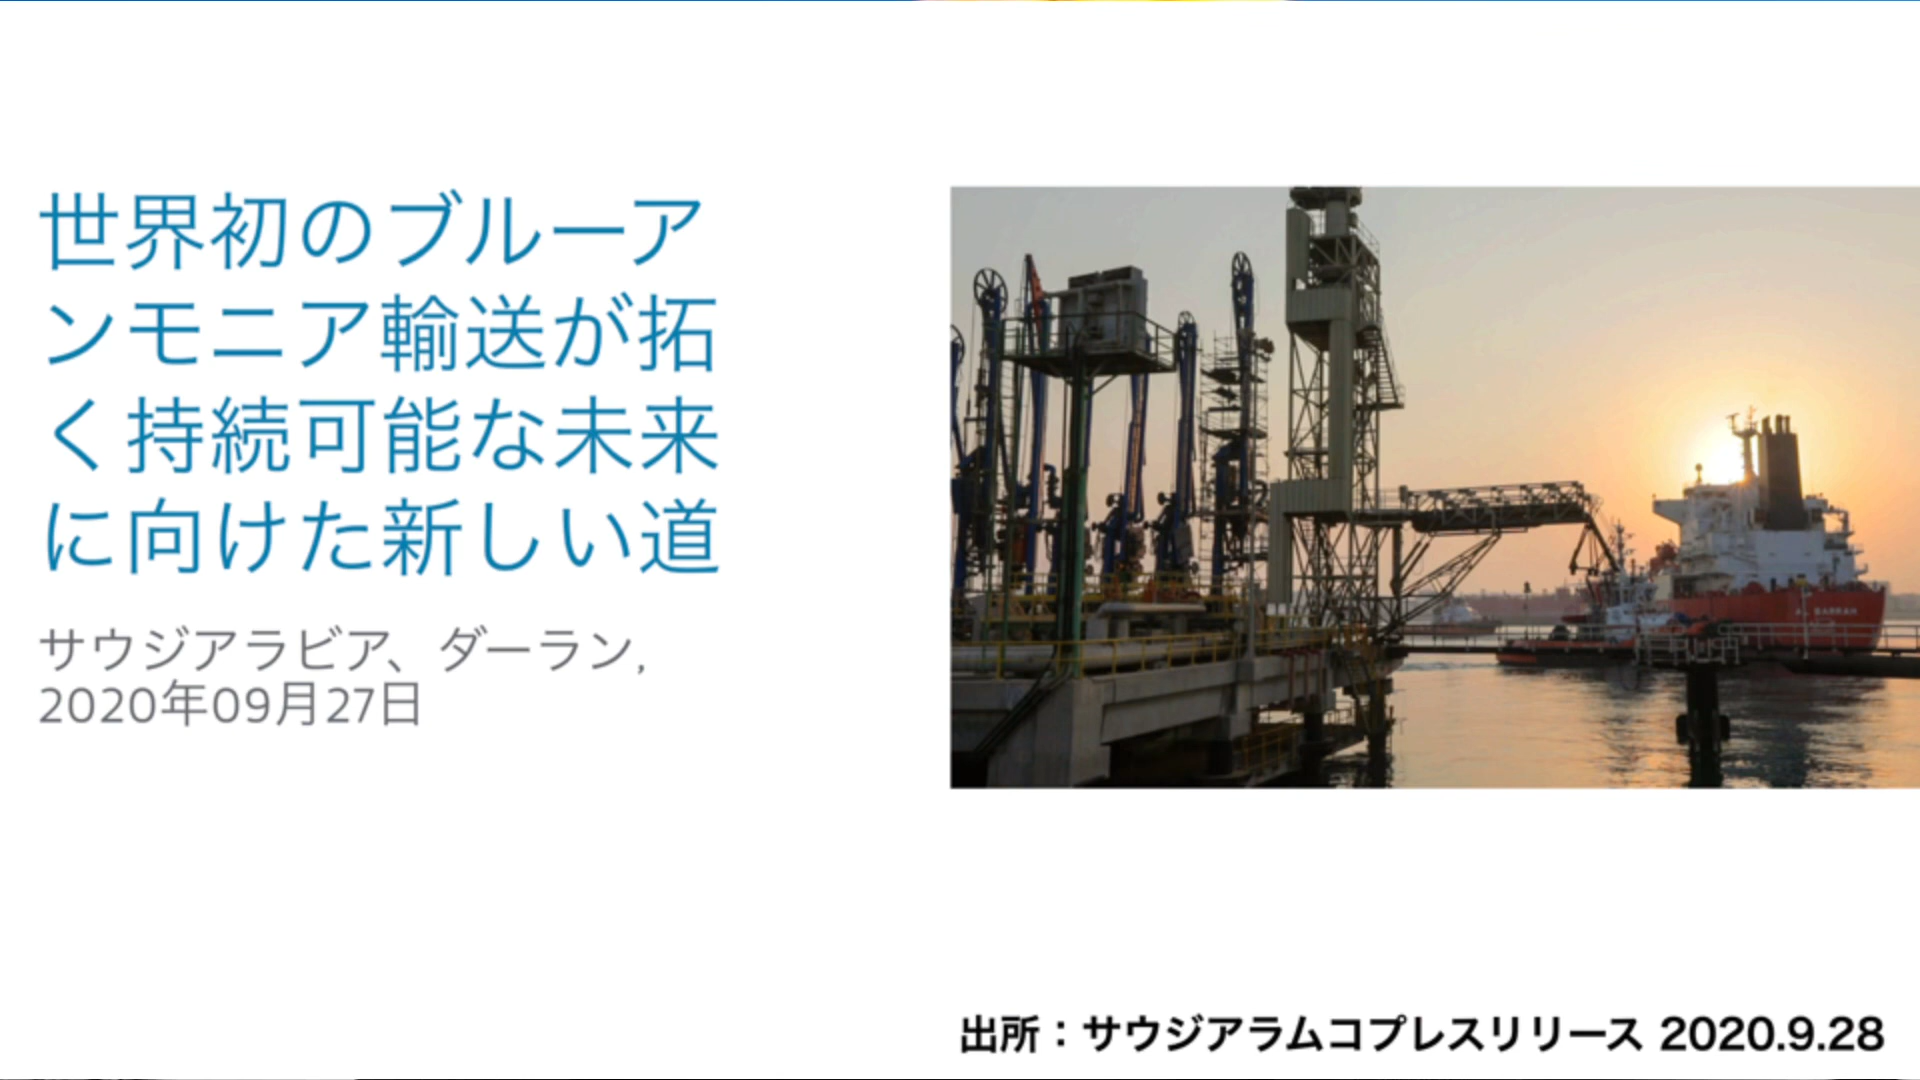 世界初のブルーア
ンモニア輸送が拓
く持続可能な未来
に向けた新しい道
サウジアラビア、ダーラン,
2020年09月27日
出所：サウジアラムコプレスリリース 2020.9.28